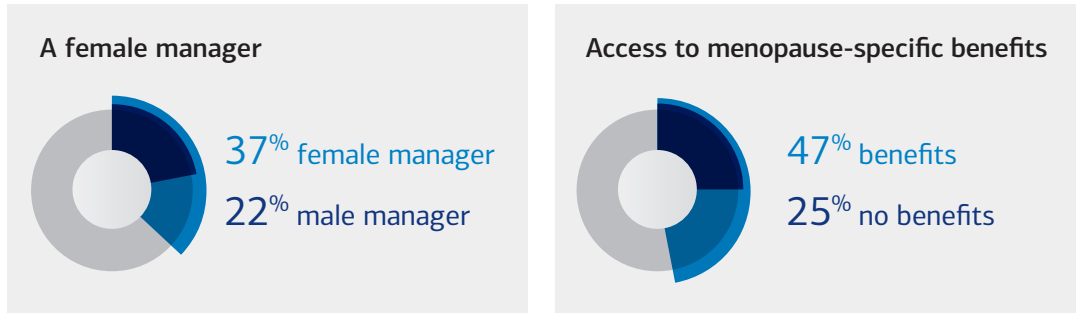 A female manager
37% female manager
22% male manager
Access to menopause-specific benefits
47% benefits
25% no benefits